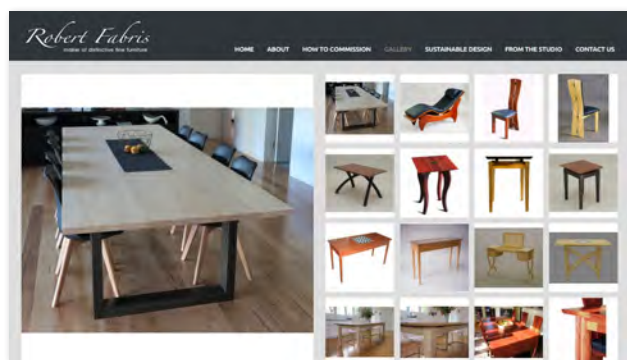 Robert Fabris
maker of distinctive fine furniture
HOME ABOUT HOW TO COMMISSION GALLERY SUSTAINABLE DESIGN FROM THE STUDIO CONTACT US